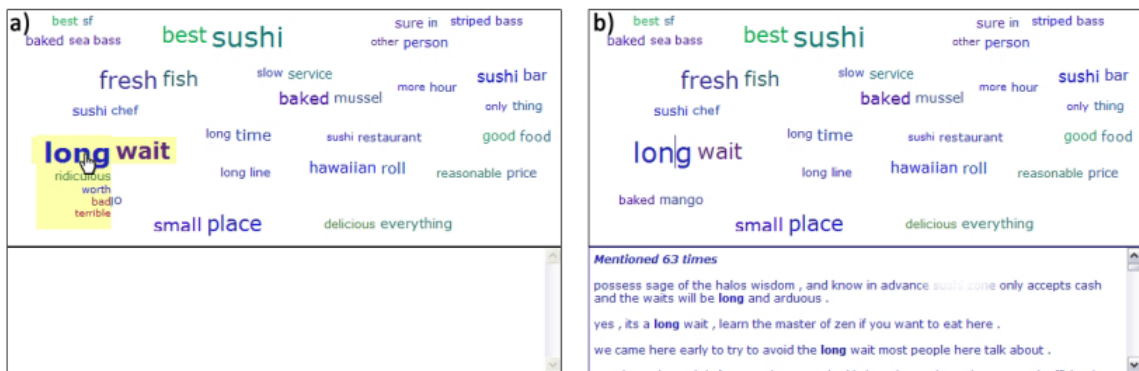 a)
best sf
sure in striped bass
baked sea bass
best sushi
other person
fresh fish
slow service
more hour
sushi bar
baked mussel
only thing
sushi chef
long time
sushi restaurant
good food
long wait
ridiculous
long line
hawaiian roll
reasonable price
worth
bad
terrible
small place
delicious everything
b)
best sf
sure in striped bass
baked sea bass
best sushi
other person
fresh fish
slow service
more hour
sushi bar
baked mussel
only thing
sushi chef
long time
sushi restaurant
good food
long wait
long line
hawaiian roll
reasonable price
baked mango
small place
delicious everything
Mentioned 63 times
possess sage of the halos wisdom , and know in advance sushi zone only accepts cash
and the waits will be long and arduous .
yes , its a long wait , learn the master of zen if you want to eat here .
we came here early to try to avoid the long wait most people here talk about .